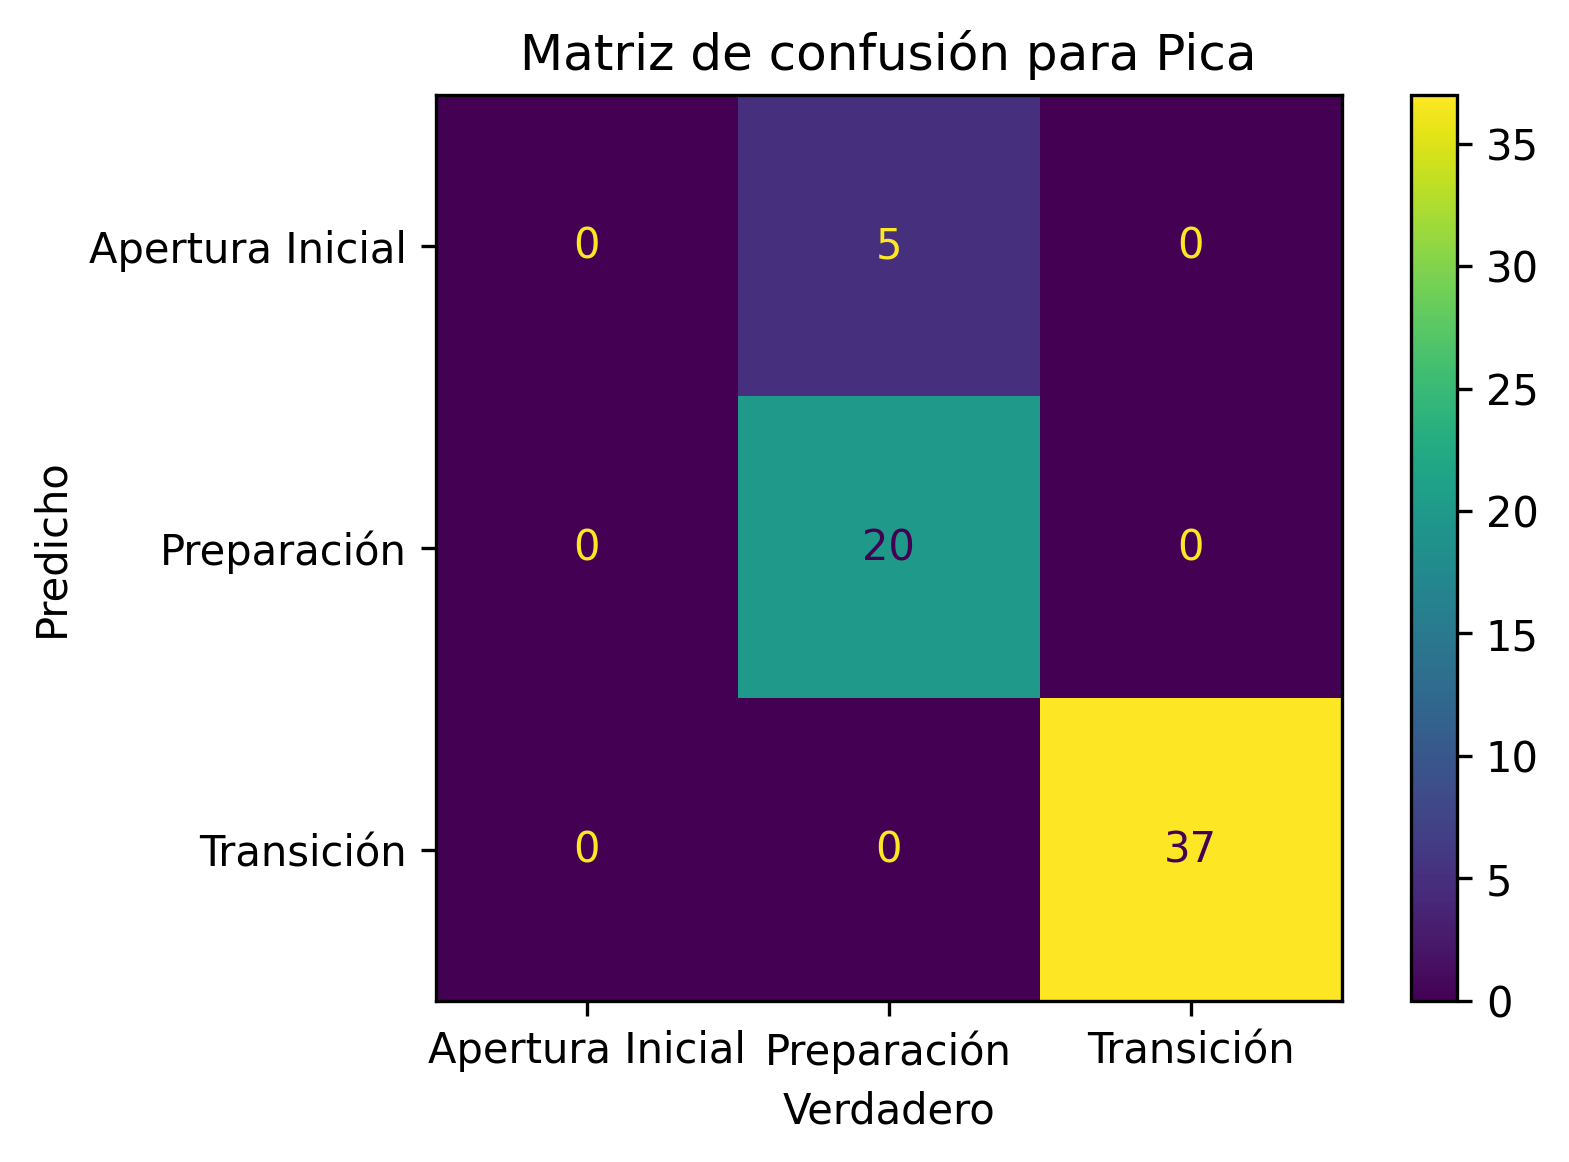 Matriz de confusión para Pica
Predicho
Apertura Inicial
0 5 0
Preparación
0 20 0
Transición
0 0 37
Apertura Inicial Preparación Transición
Verdadero
35
30
25
20
15
10
5
0